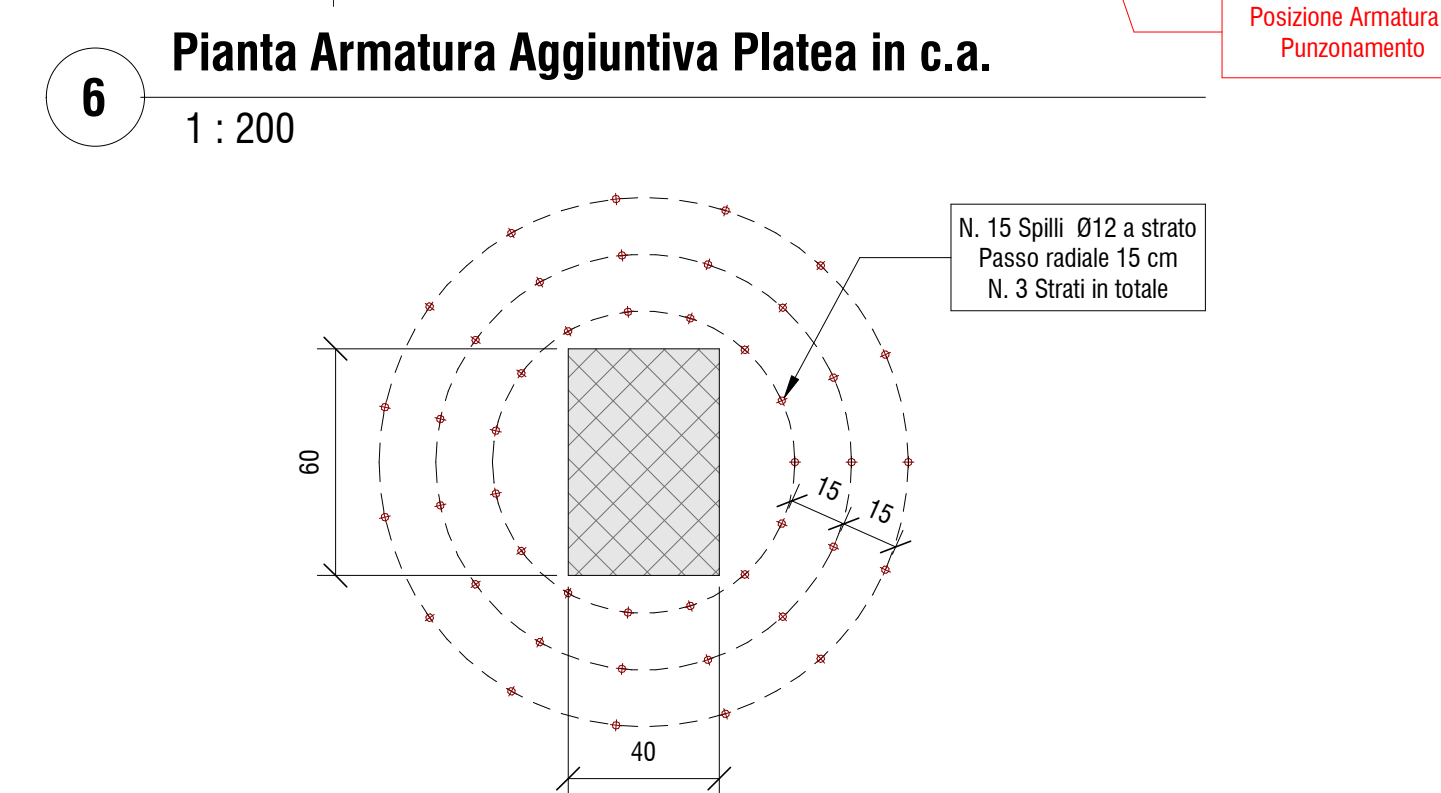 Posizione Armatura
Punzonamento
6
Pianta Armatura Aggiuntiva Platea in c.a.
1 : 200
N. 15 Spilli Ø12 a strato
Passo radiale 15 cm
N. 3 Strati in totale
60
15
15
40